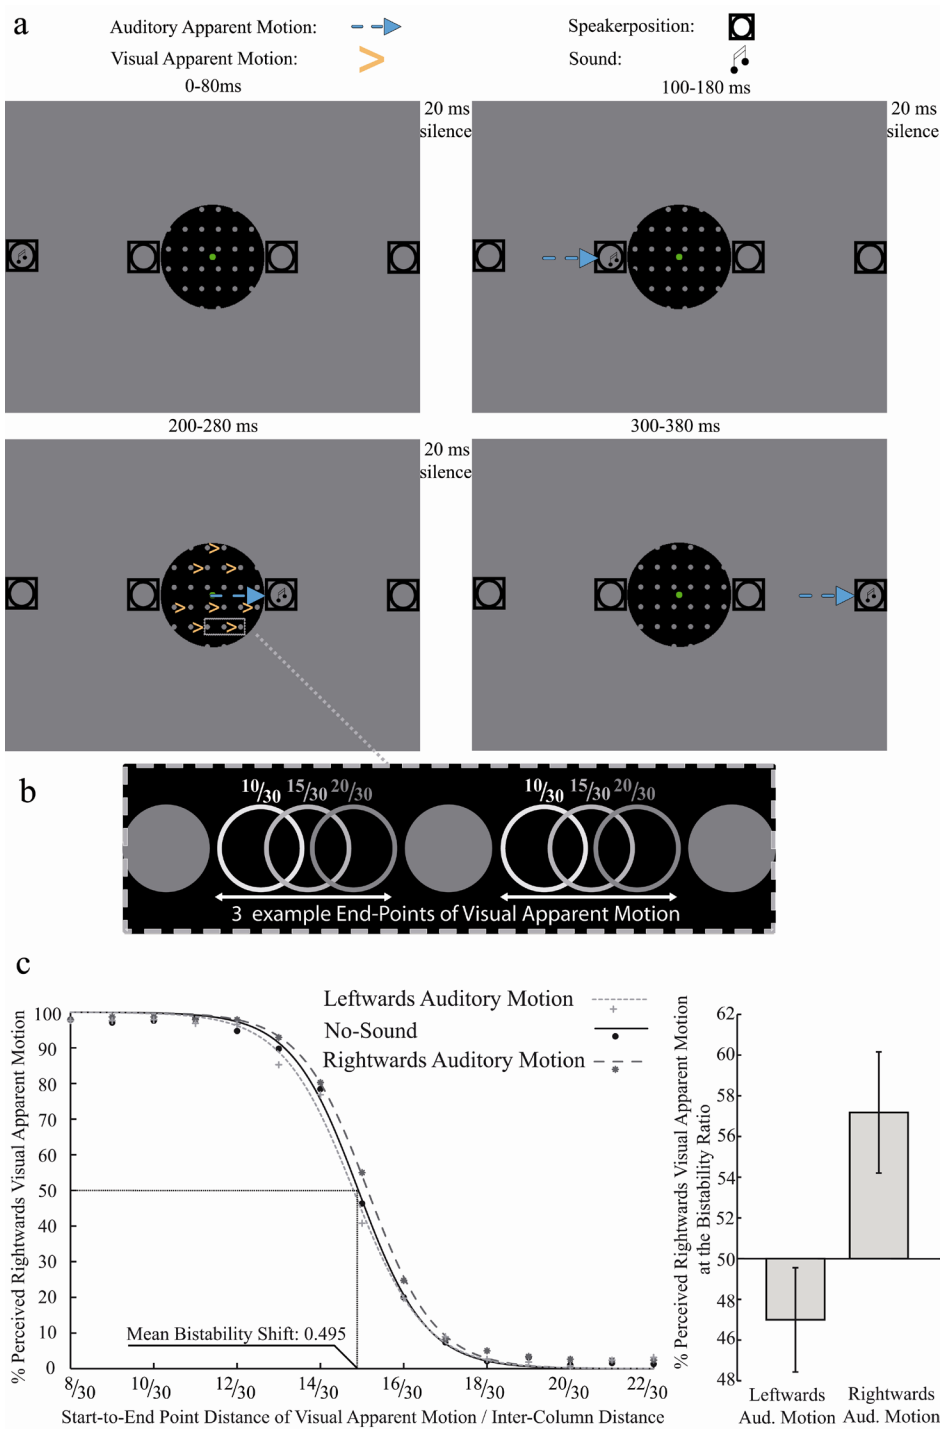 a
Auditory Apparent Motion:
Speakerposition:
Visual Apparent Motion:
Sound:
0-80ms
100-180 ms
20 ms
silence
20 ms
silence
200-280 ms
300-380 ms
20 ms
silence
b
10/30 15/30 20/30
10/30 15/30 20/30
3 example End-Points of Visual Apparent Motion
c
Leftwards Auditory Motion
No-Sound
Rightwards Auditory Motion
% Perceived Rightwards Visual Apparent Motion
100
90
80
70
60
50
40
30
20
10
0
Mean Bistability Shift: 0.495
8/30 10/30 12/30 14/30 16/30 18/30 20/30 22/30
Start-to-End Point Distance of Visual Apparent Motion / Inter-Column Distance
% Perceived Rightwards Visual Apparent Motion
at the Bistability Ratio
62
60
57
56
54
52
50
48
46
48
Leftwards
Aud. Motion
Rightwards
Aud. Motion